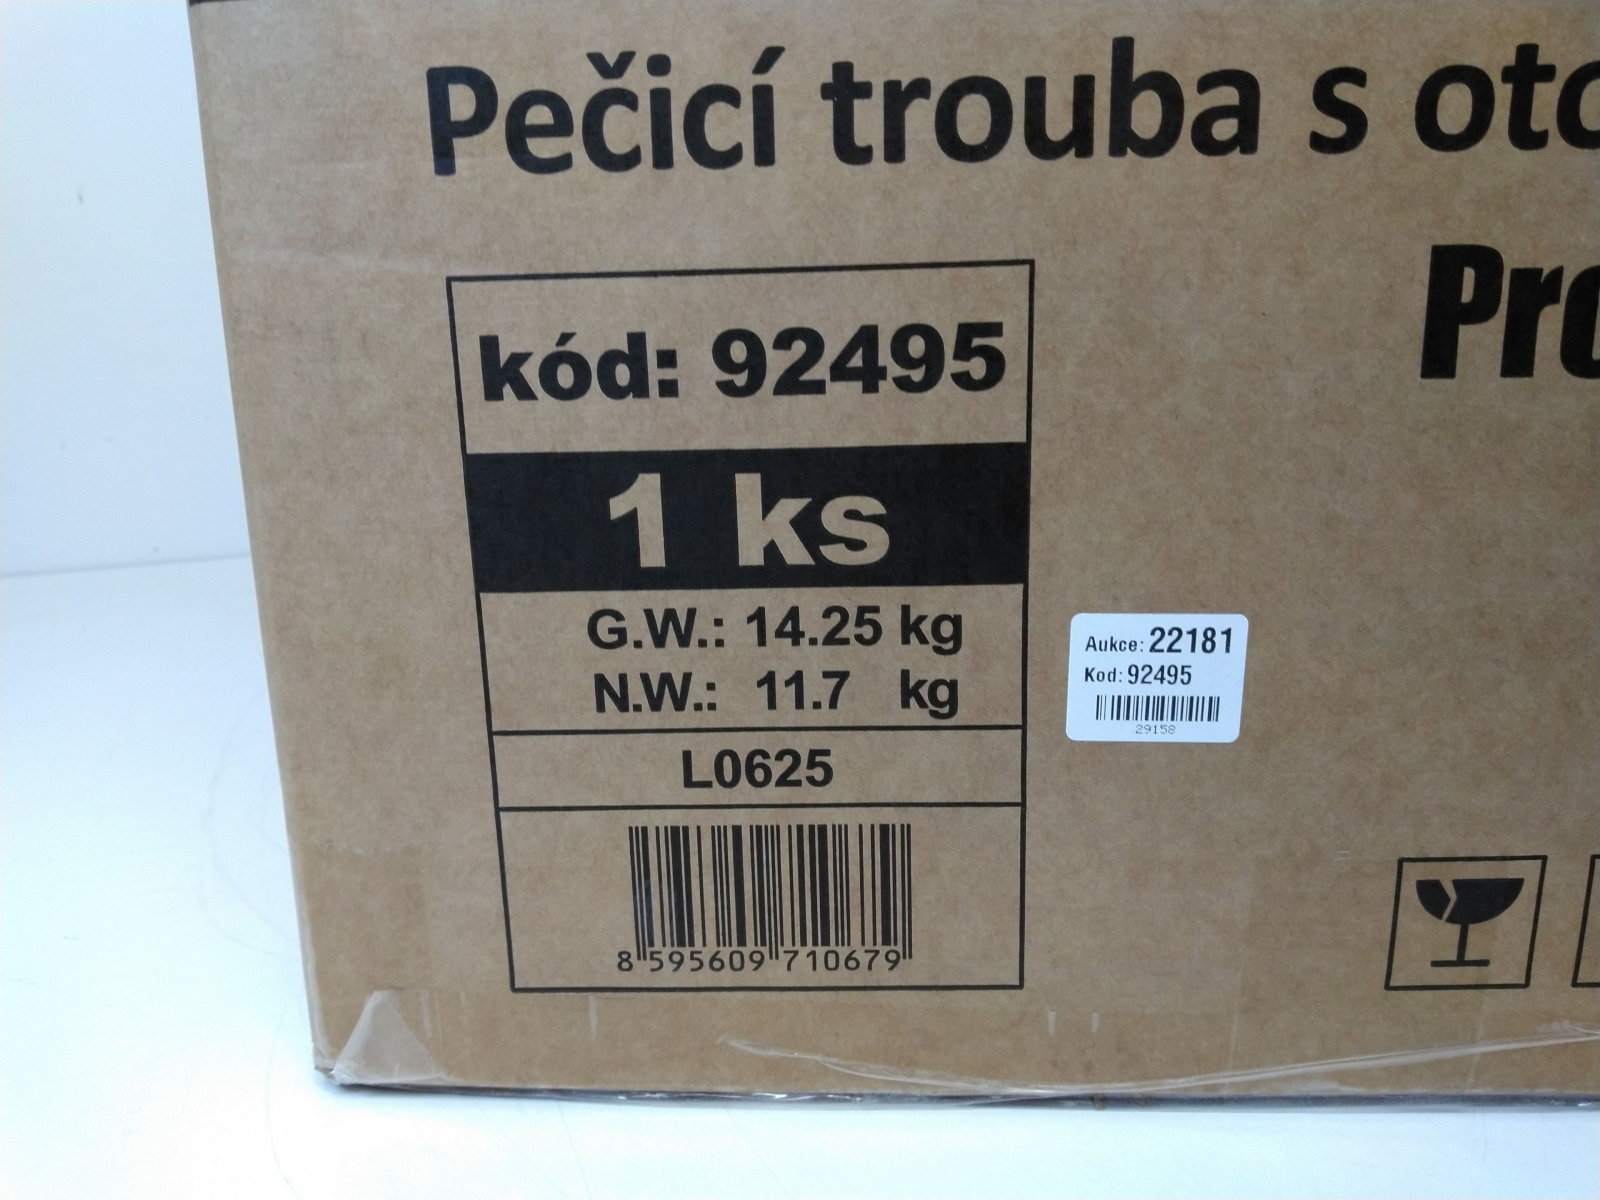 Pečicí trouba s oto
Pro
kód: 92495
1 ks
G.W.: 14.25 kg
N.W.: 11.7 kg
L0625
8 595609 710679
Aukce: 22181
Kod: 92495
29158